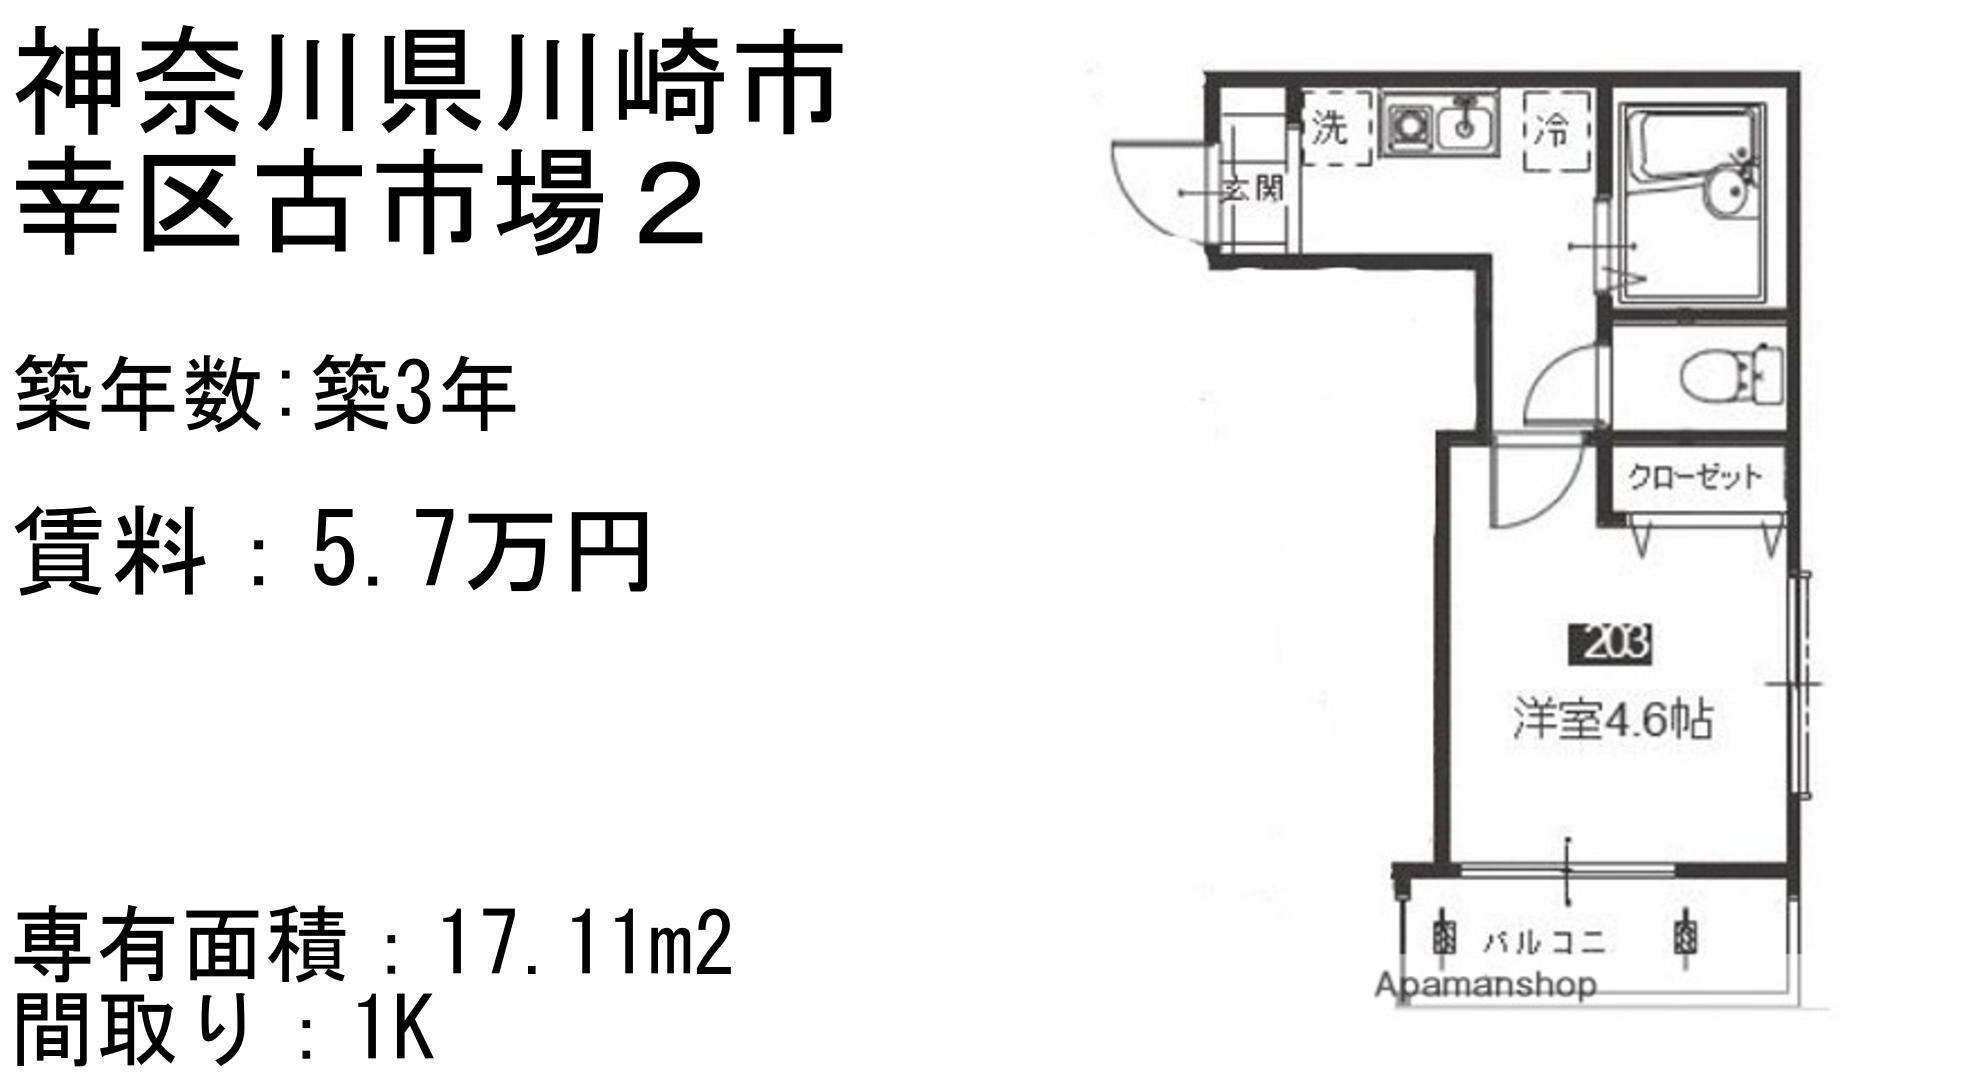 神奈川県川崎市
幸区古市場２
築年数:築3年
賃料：5.7万円
専有面積：17.11m2
間取り：1K
洗
冷
玄関
クローゼット
203
洋室4.6帖
バルコニ
Apamanshop